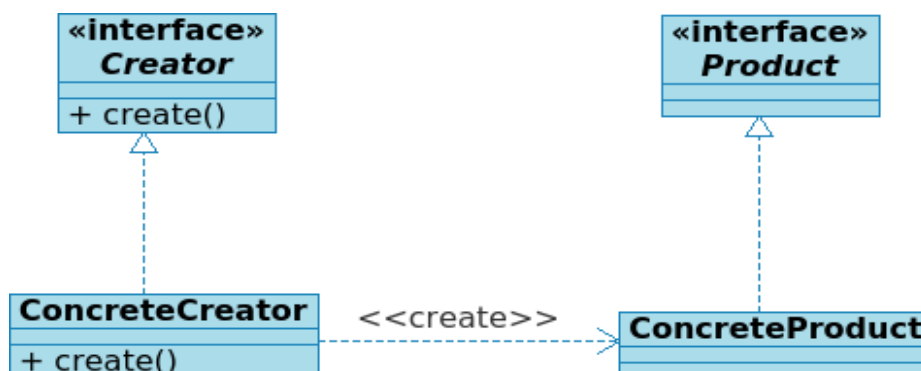 «interface»
Creator
+ create()
«interface»
Product
ConcreteCreator
+ create()
<<create>>
ConcreteProduct